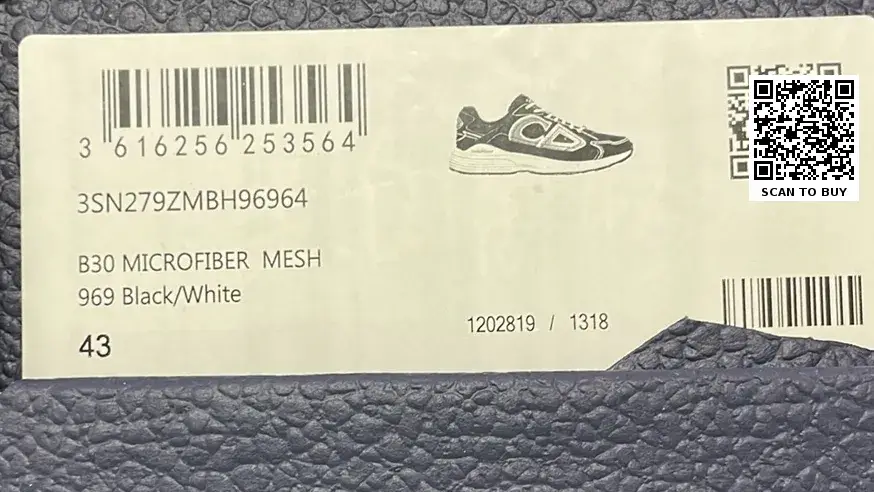 3 616256 253564
3SN279ZMBH96964
B30 MICROFIBER MESH
969 Black/White
43
1202819 / 1318
SCAN TO BUY